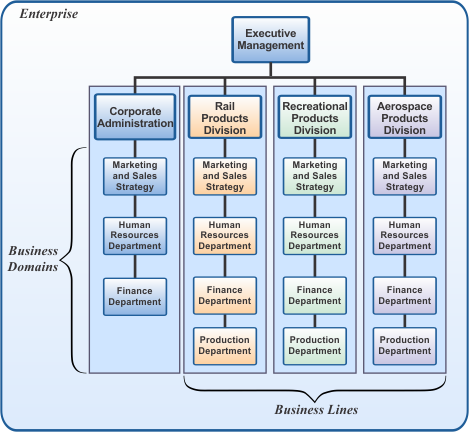 Enterprise
Executive
Management
Corporate
Administration
Rail
Products
Division
Recreational
Products
Division
Aerospace
Products
Division
Marketing
and Sales
Strategy
Marketing
and Sales
Strategy
Marketing
and Sales
Strategy
Marketing
and Sales
Strategy
Human
Resources
Department
Human
Resources
Department
Human
Resources
Department
Human
Resources
Department
Business
Domains
Finance
Department
Finance
Department
Finance
Department
Finance
Department
Production
Department
Production
Department
Production
Department
Business Lines